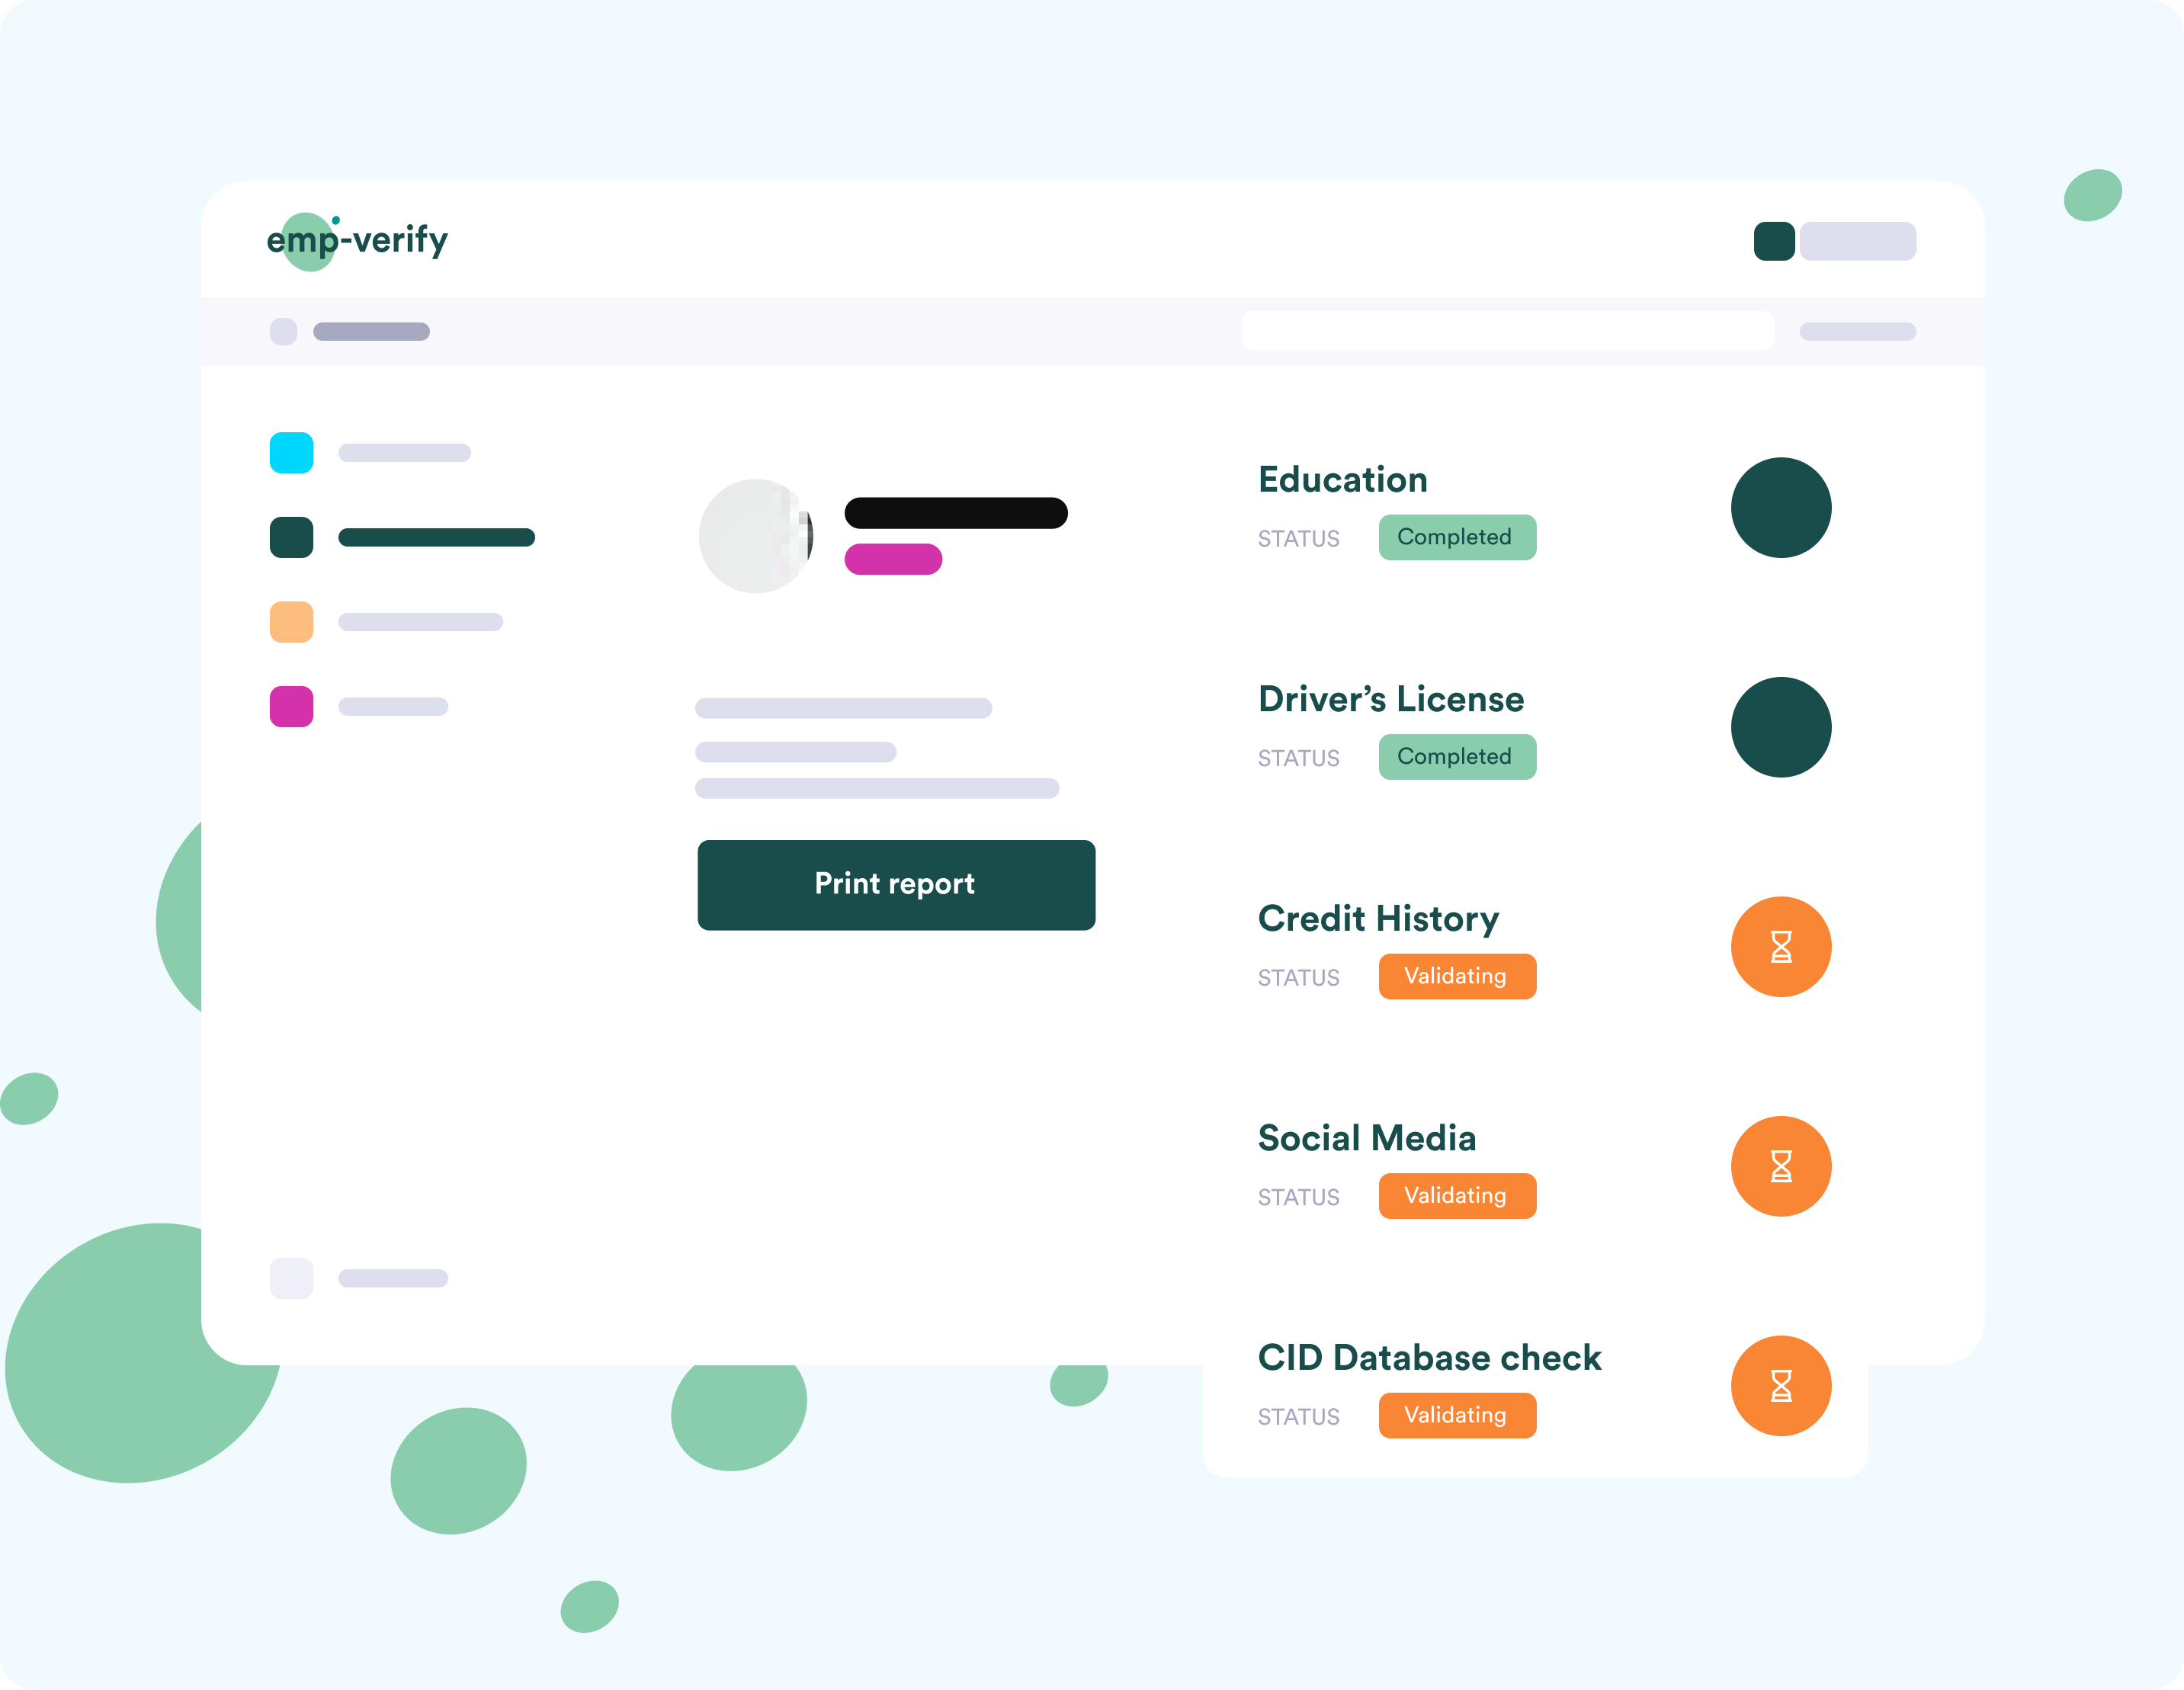 emp-verify
Education
STATUS Completed
Driver’s License
STATUS Completed
Print report
Credit History
STATUS Validating
Social Media
STATUS Validating
CID Database check
STATUS Validating